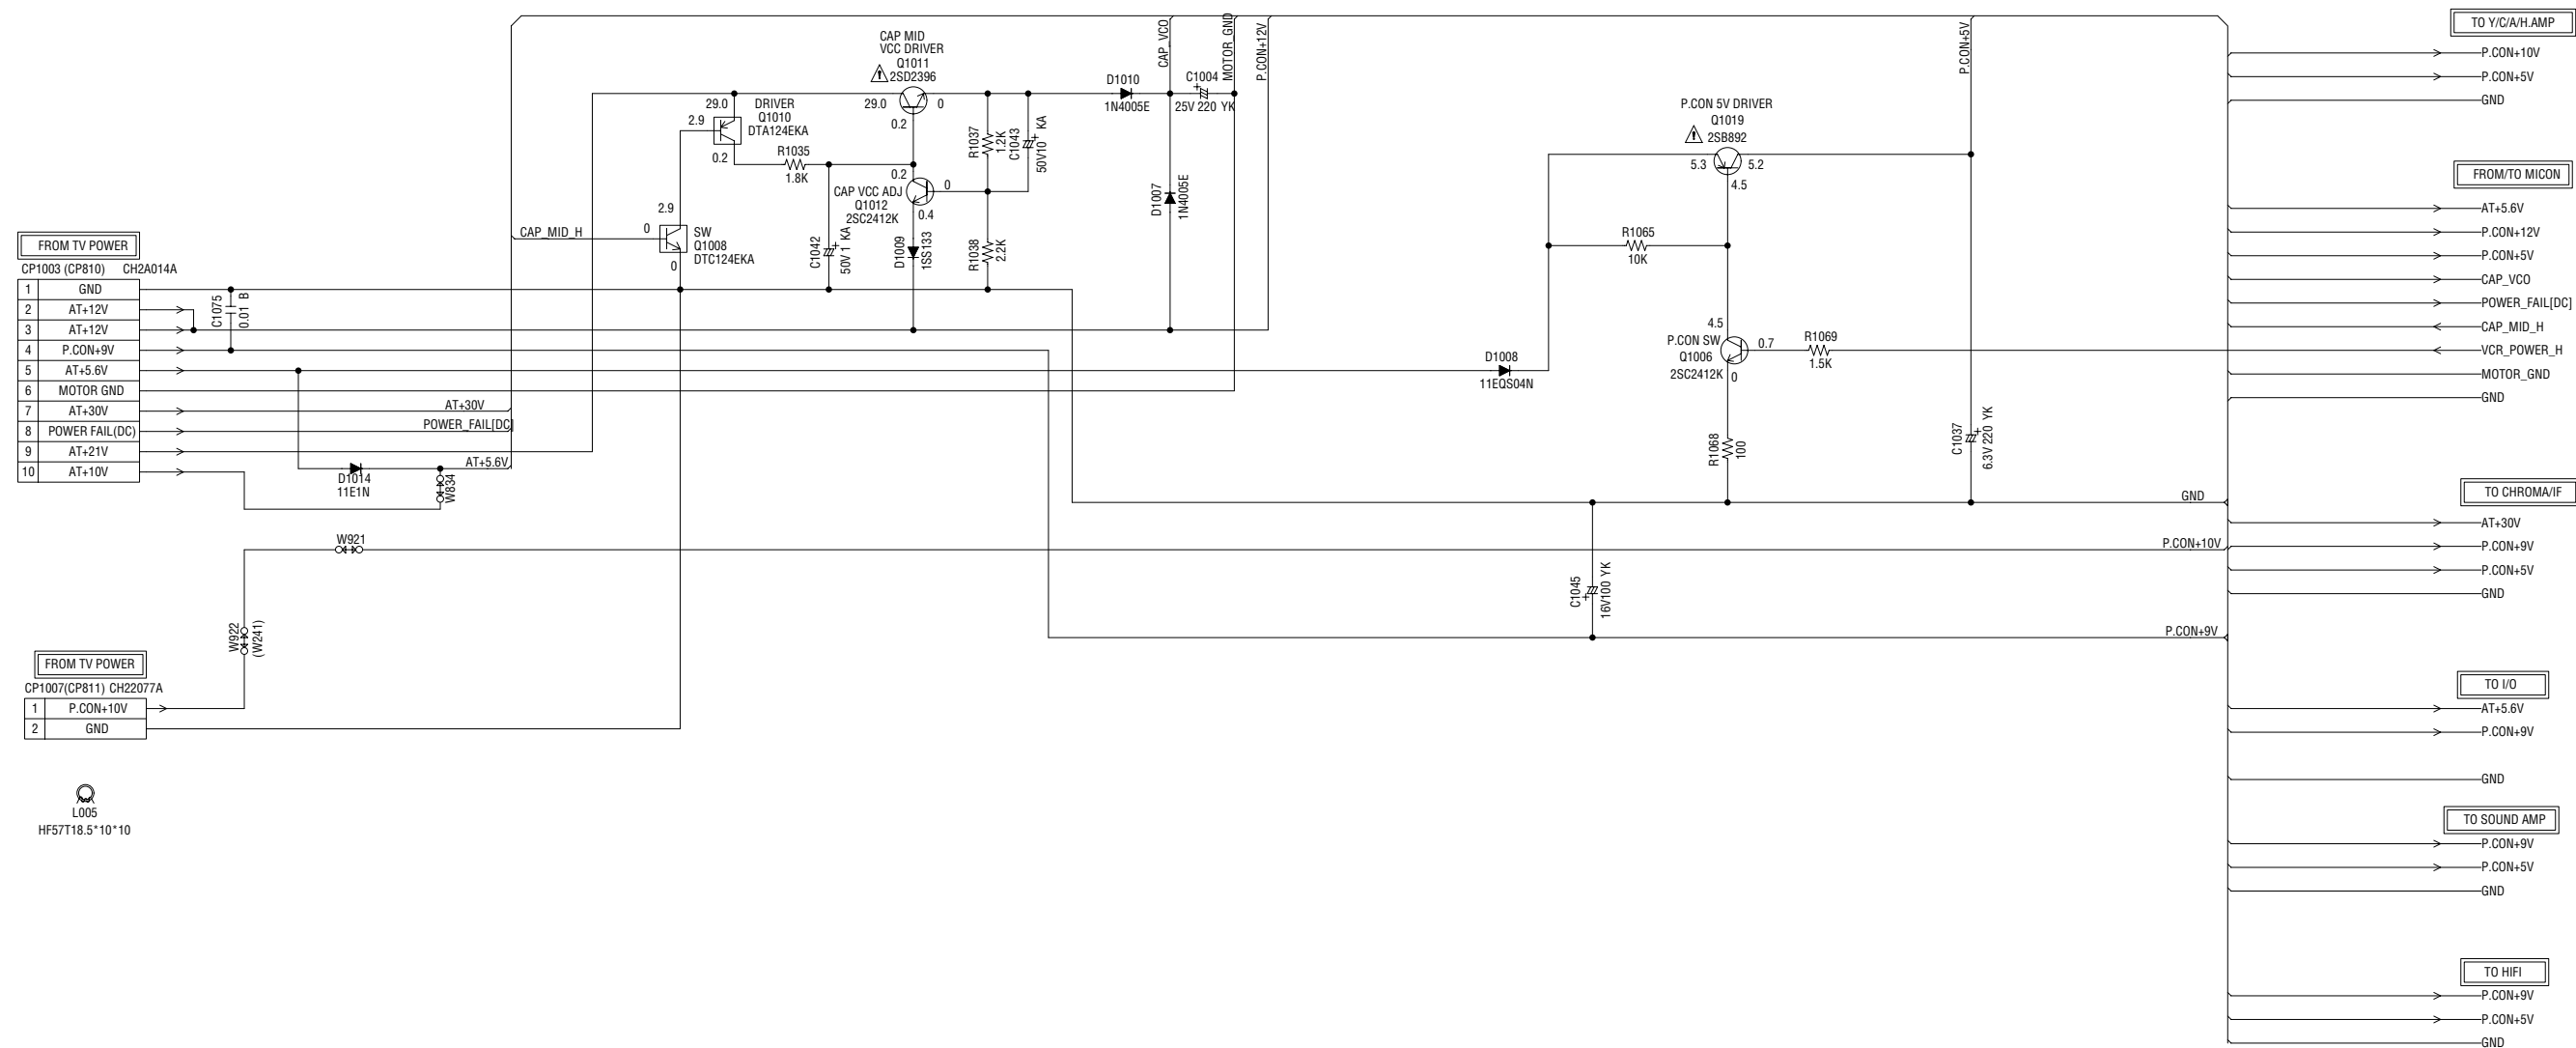 FROM TV POWER
CP1003 (CP810) CH2A014A
1 GND
2 AT+12V
3 AT+12V
4 P.CON+9V
5 AT+5.6V
6 MOTOR GND
7 AT+30V
8 POWER FAIL(DC)
9 AT+21V
10 AT+10V
C1075
0.01 B
AT+30V
POWER_FAIL[DC]
AT+5.6V
D1014
11E1N
W834
W921
W922
(W241)
FROM TV POWER
CP1007(CP811) CH22077A
1 P.CON+10V
2 GND
L005
HF57T18.5*10*10
CAP_MID_H
0
2.9
SW
Q1008
DTC124EKA
0
29.0
DRIVER
Q1010
DTA124EKA
2.9
0.2
R1035
1.8K
CAP MID
VCC DRIVER
Q1011
2SD2396
29.0
0
0.2
0.2
CAP VCC ADJ
Q1012
2SC2412K
0
0.4
C1042
50V 1 KA
D1009
1SS133
R1037
1.2K
C1043
50V10 KA
R1038
2.2K
D1010
1N4005E
D1007
1N4005E
CAP_VCO
C1004
25V 220 YK
MOTOR_GND
P.CON+12V
D1008
11EQS04N
P.CON 5V DRIVER
Q1019
2SB892
5.3
5.2
4.5
R1065
10K
4.5
P.CON SW
Q1006
2SC2412K
0.7
0
R1069
1.5K
R1068
100
P.CON+5V
C1037
6.3V 220 YK
C1045
16V100 YK
GND
P.CON+10V
P.CON+9V
TO Y/C/A/H.AMP
P.CON+10V
P.CON+5V
GND
FROM/TO MICON
AT+5.6V
P.CON+12V
P.CON+5V
CAP_VCO
POWER_FAIL[DC]
CAP_MID_H
VCR_POWER_H
MOTOR_GND
GND
TO CHROMA/IF
AT+30V
P.CON+9V
P.CON+5V
GND
TO I/O
AT+5.6V
P.CON+9V
GND
TO SOUND AMP
P.CON+9V
P.CON+5V
GND
TO HIFI
P.CON+9V
P.CON+5V
GND